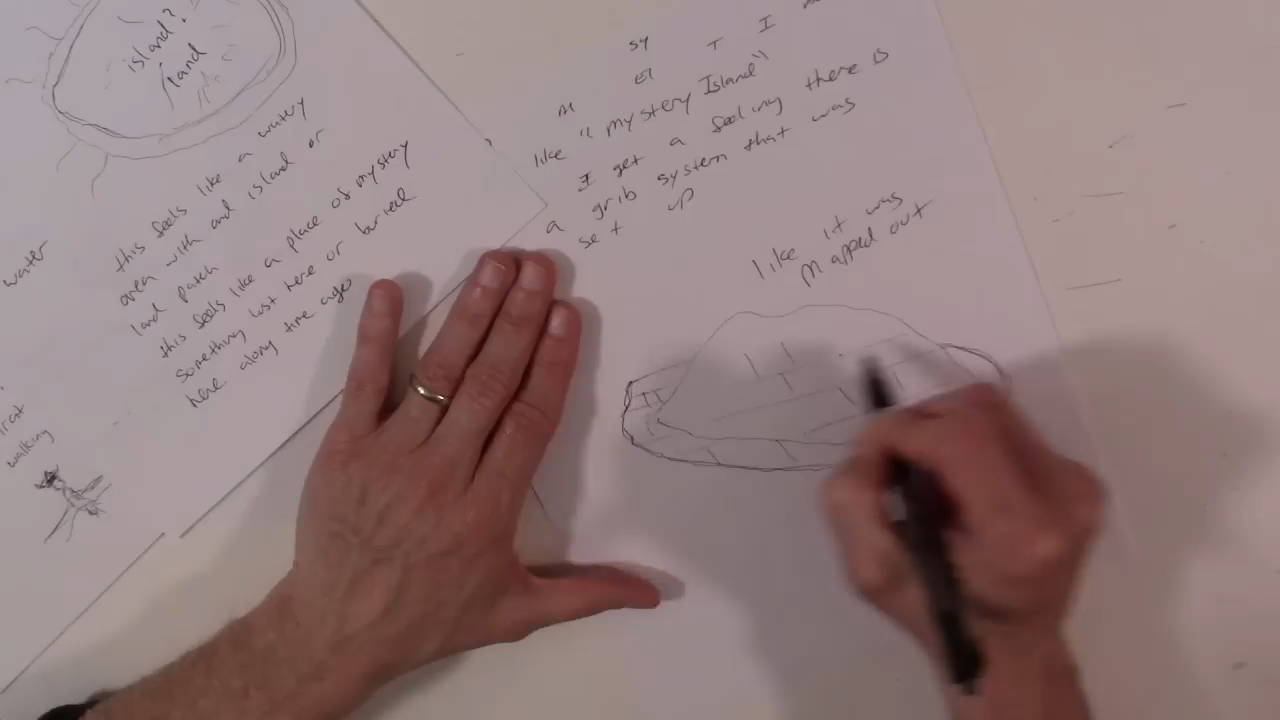 island?
land
this feels like a watery
area with and island or
land patch
this feels like a place of mystery
something lost here or buried
here along time ago
water
walking
SY T I
M
like "mystery Island"
I get a feeling there is
a grib system that was
set up
like it was
mapped out